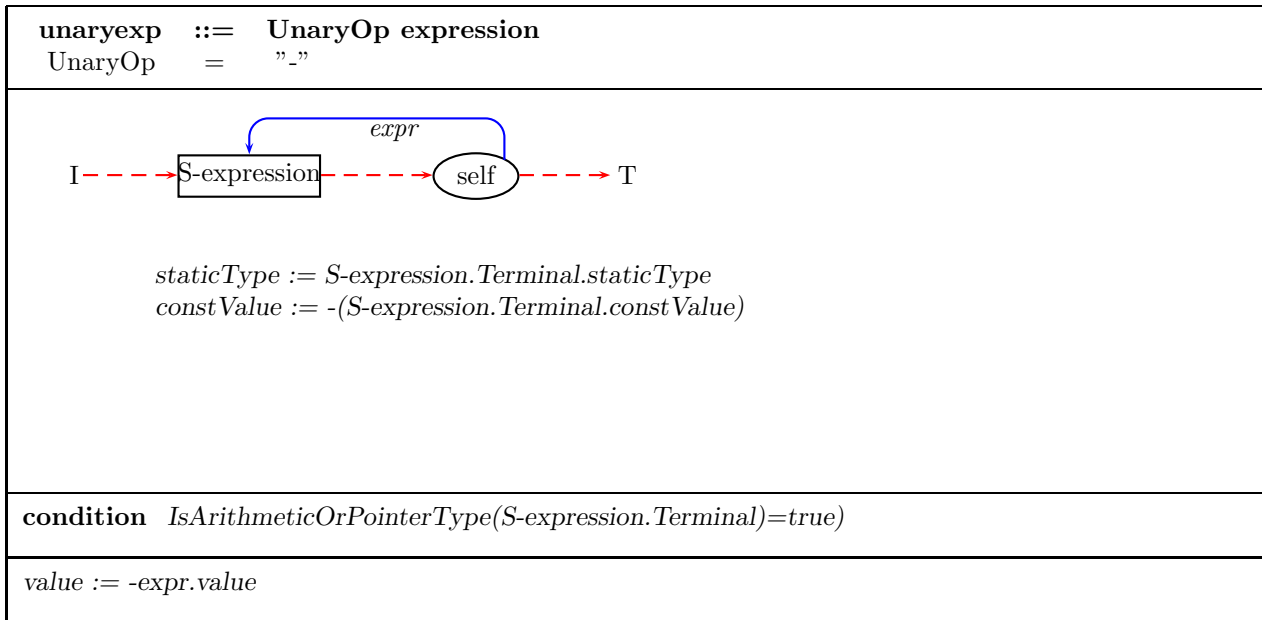 unaryexp ::= UnaryOp expression
UnaryOp = ”-”
expr
I S-expression self T
staticType := S-expression.Terminal.staticType
constValue := -(S-expression.Terminal.constValue)
condition IsArithmeticOrPointerType(S-expression.Terminal)=true)
value := -expr.value